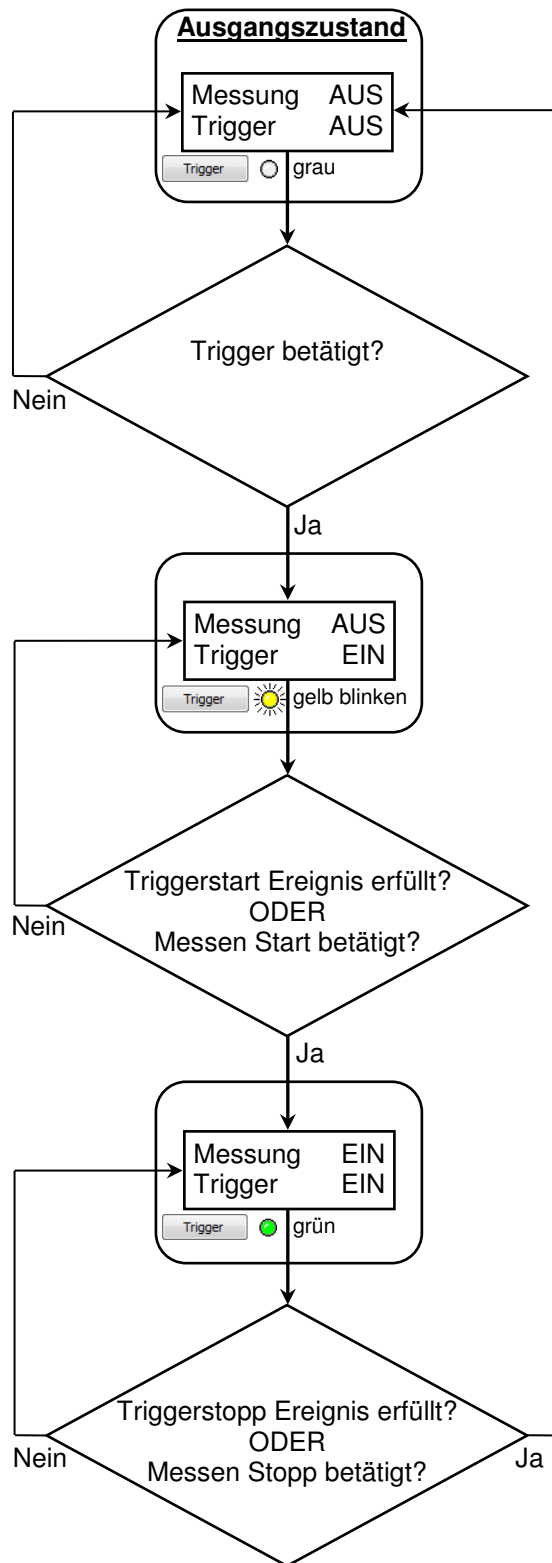 Ausgangszustand
Messung AUS
Trigger AUS
Trigger grau
Trigger betätigt?
Nein
Ja
Messung AUS
Trigger EIN
Trigger gelb blinken
Triggerstart Ereignis erfüllt?
ODER
Messen Start betätigt?
Nein
Ja
Messung EIN
Trigger EIN
Trigger grün
Triggerstopp Ereignis erfüllt?
ODER
Messen Stopp betätigt?
Nein
Ja